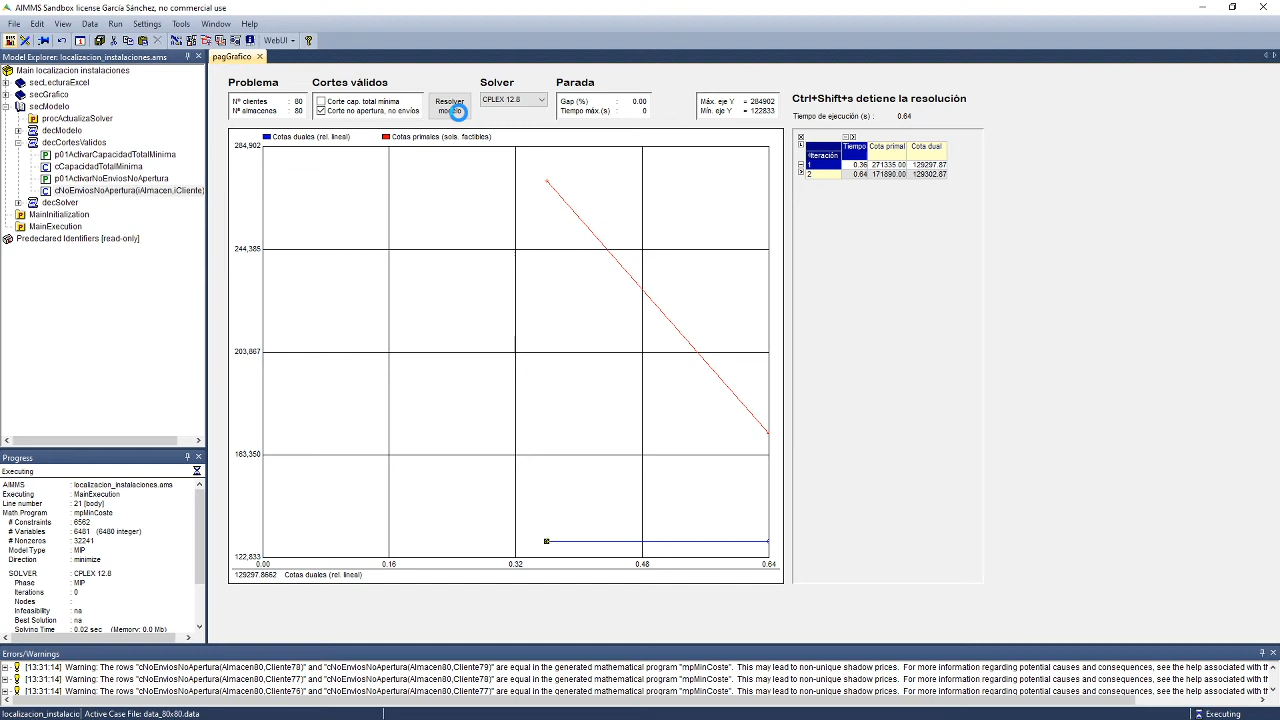 AIMMS Sandbox license García Sánchez, no commercial use
File Edit View Data Run Settings Tools Window Help
WebUI
Model Explorer: localizacion_instalaciones.ams
pagGrafico
Main localizacion instalaciones
secLecturaExcel
secGrafico
secModelo
procActualizaSolver
decModelo
decCortesValidos
p01ActivarCapacidadTotalMinima
cCapacidadTotalMinima
p01ActivarNoEnviosNoApertura
cNoEnviosNoApertura(iAlmacen,iCliente)
decSolver
MainInitialization
MainExecution
Predeclared Identifiers [read-only]
Problema Cortes válidos Solver Parada
Nº clientes : 80
Nº almacenes : 80
Corte cap. total mínima
Corte no apertura, no envíos
Resolver
CPLEX 12.8
Gap (%) : 0.00
Tiempo máx.(s) : 0
Máx. eje Y = 284902
Mín. eje Y = 122833
Ctrl+Shift+s detiene la resolución
Tiempo de ejecución (s) : 0.64
Cotas duales (rel. lineal) Cotas primales (sols. factibles)
284,902
244,385
203,867
163,350
122,833
0.00 0.16 0.32 0.48 0.64
129297.8662 Cotas duales (rel. lineal)
Iteración Tiempo Cota primal Cota dual
1 0.36 271335.00 129297.87
2 0.64 171890.00 129302.87
Progress
Executing
AIMMS : localizacion_instalaciones.ams
Executing : MainExecution
Line number : 21 [body]
Math Program : mpMinCoste
# Constraints : 6562
# Variables : 6481 (6480 integer)
# Nonzeros : 32241
Model Type : MIP
Direction : minimize
SOLVER : CPLEX 12.8
Phase : MIP
Iterations : 0
Nodes :
Infeasibility : na
Best Solution : na
Solving Time : 0.02 sec (Memory: 0.0 Mb)
Errors/Warnings
[13:31:14] Warning: The rows "cNoEnviosNoApertura(Almacen80,Cliente78)" and "cNoEnviosNoApertura(Almacen80,Cliente79)" are equal in the generated mathematical program "mpMinCoste". This may lead to non-unique shadow prices. For more information regarding potential causes and consequences, see the help associated with th
[13:31:14] Warning: The rows "cNoEnviosNoApertura(Almacen80,Cliente77)" and "cNoEnviosNoApertura(Almacen80,Cliente78)" are equal in the generated mathematical program "mpMinCoste". This may lead to non-unique shadow prices. For more information regarding potential causes and consequences, see the help associated with th
[13:31:14] Warning: The rows "cNoEnviosNoApertura(Almacen80,Cliente76)" and "cNoEnviosNoApertura(Almacen80,Cliente77)" are equal in the generated mathematical program "mpMinCoste". This may lead to non-unique shadow prices. For more information regarding potential causes and consequences, see the help associated with th
localizacion_instalacio Active Case File: data_80x80.data Executing